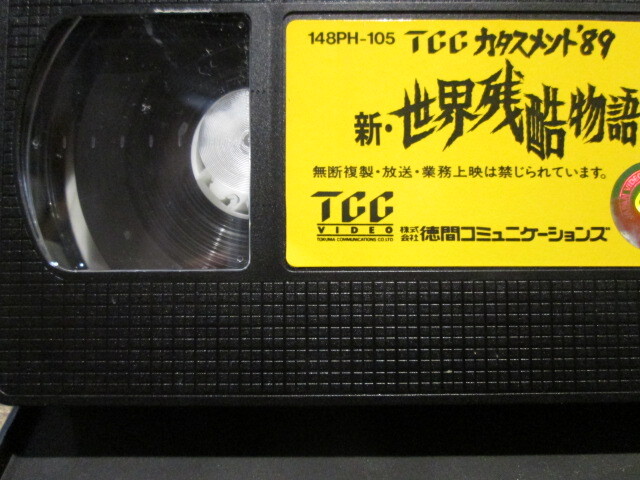 148PH-105 TCC カタスメント'89
新・世界残酷物語
無断複製・放送・業務上映は禁じられています。
TCC
VIDEO
TOKUMA COMMUNICATIONS CO.,LTD.
株式会社 徳間コミュニケーションズ